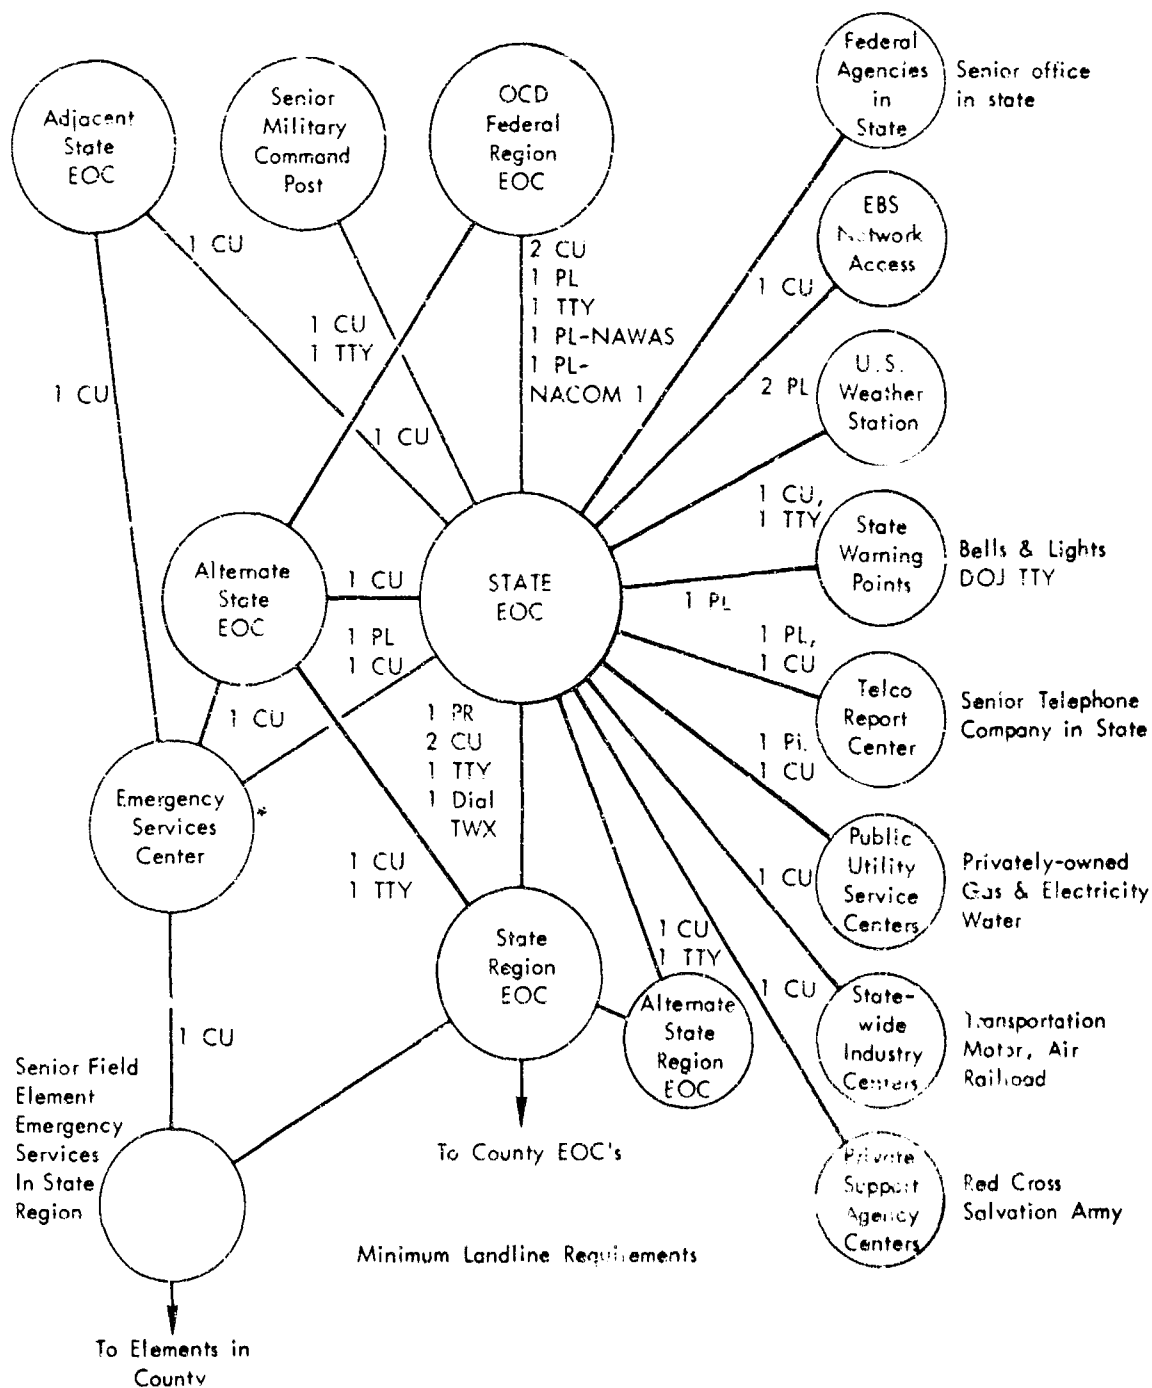 Federal
Agencies
in
State
Senior office
in state
Adjacent
State
EOC
Senior
Military
Command
Post
OCD
Federal
Region
EOC
EBS
Network
Access
1 CU
1 CU
1 CU
1 TTY
2 CU
1 PL
1 TTY
1 PL-NAWAS
1 PL-
NACOM 1
1 CU
1 CU
U.S.
Weather
Station
2 PL
1 CU,
1 TTY
State
Warning
Points
Bells & Lights
DOJ TTY
1 PL
Alternate
State
EOC
1 CU
STATE
EOC
1 PL
1 CU
1 CU
1 PL,
1 CU
Telco
Report
Center
Senior Telephone
Company in State
1 PR
2 CU
1 TTY
1 Dial
TWX
1 PL
1 CU
Emergency
Services
Center
*
Public
Utility
Service
Centers
Privately-owned
Gas & Electricity
Water
1 CU
1 TTY
1 CU
1 CU
1 TTY
State
Region
EOC
Alternate
State
Region
EOC
1 CU
State-
wide
Industry
Centers
Transportation
Motor, Air
Railroad
1 CU
Senior Field
Element
Emergency
Services
In State
Region
To County EOC's
Private
Support
Agency
Centers
Red Cross
Salvation Army
Minimum Landline Requirements
To Elements in
County